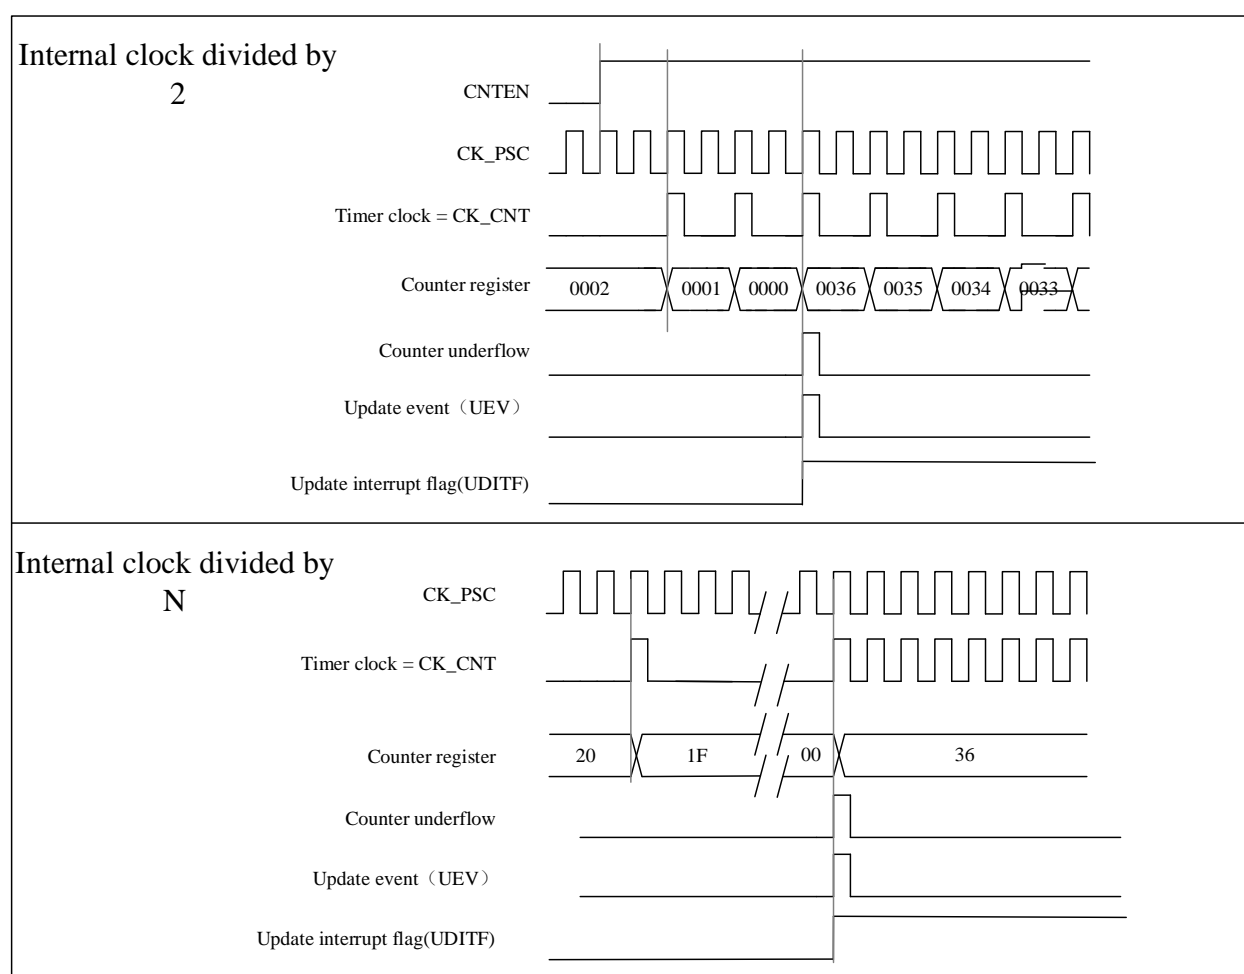 Internal clock divided by
2
CNTEN
CK_PSC
Timer clock = CK_CNT
Counter register
0002 0001 0000 0036 0035 0034 0033
Counter underflow
Update event（UEV）
Update interrupt flag(UDITF)
Internal clock divided by
N
CK_PSC
Timer clock = CK_CNT
Counter register
20 1F 00 36
Counter underflow
Update event（UEV）
Update interrupt flag(UDITF)